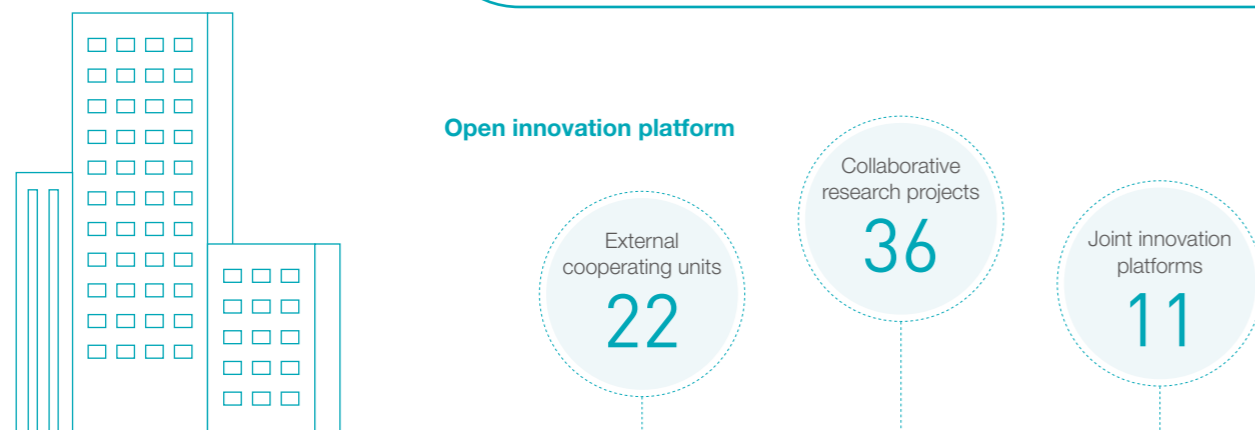 Open innovation platform
External
cooperating units
22
Collaborative
research projects
36
Joint innovation
platforms
11